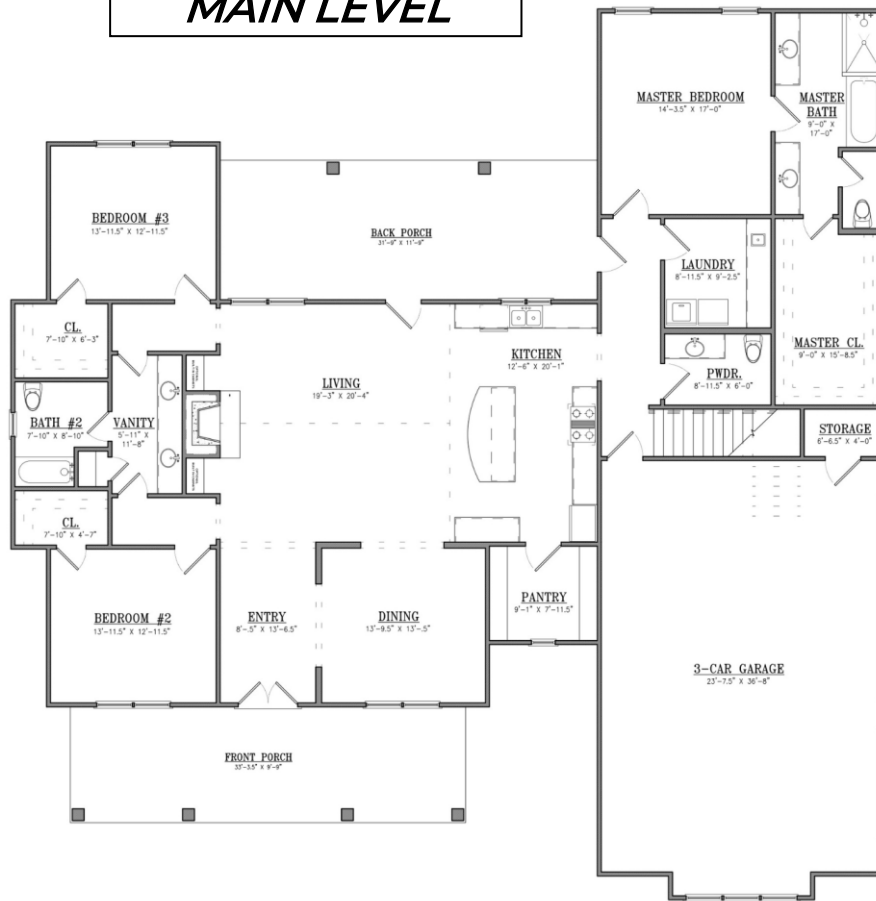 MAIN LEVEL
MASTER BEDROOM
14'-3.5" X 17'-0"
MASTER
BATH
9'-0" X
17'-0"
BEDROOM #3
13'-11.5" X 12'-11.5"
BACK PORCH
31'-9" X 11'-9"
LAUNDRY
8'-11.5" X 9'-2.5"
CL.
7'-10" X 6'-3"
KITCHEN
12'-6" X 20'-1"
MASTER CL.
9'-0" X 15'-8.5"
LIVING
19'-3" X 20'-4"
PWDR.
8'-11.5" X 6'-0"
BATH #2
7'-10" X 8'-10"
VANITY
5'-11" X
11'-8"
STORAGE
6'-6.5" X 4'-0"
CL.
7'-10" X 4'-7"
PANTRY
9'-1" X 7'-11.5"
BEDROOM #2
13'-11.5" X 12'-11.5"
ENTRY
8'-.5" X 13'-6.5"
DINING
13'-9.5" X 13'-.5"
3-CAR GARAGE
23'-7.5" X 36'-8"
FRONT PORCH
33'-3.5" X 9'-9"